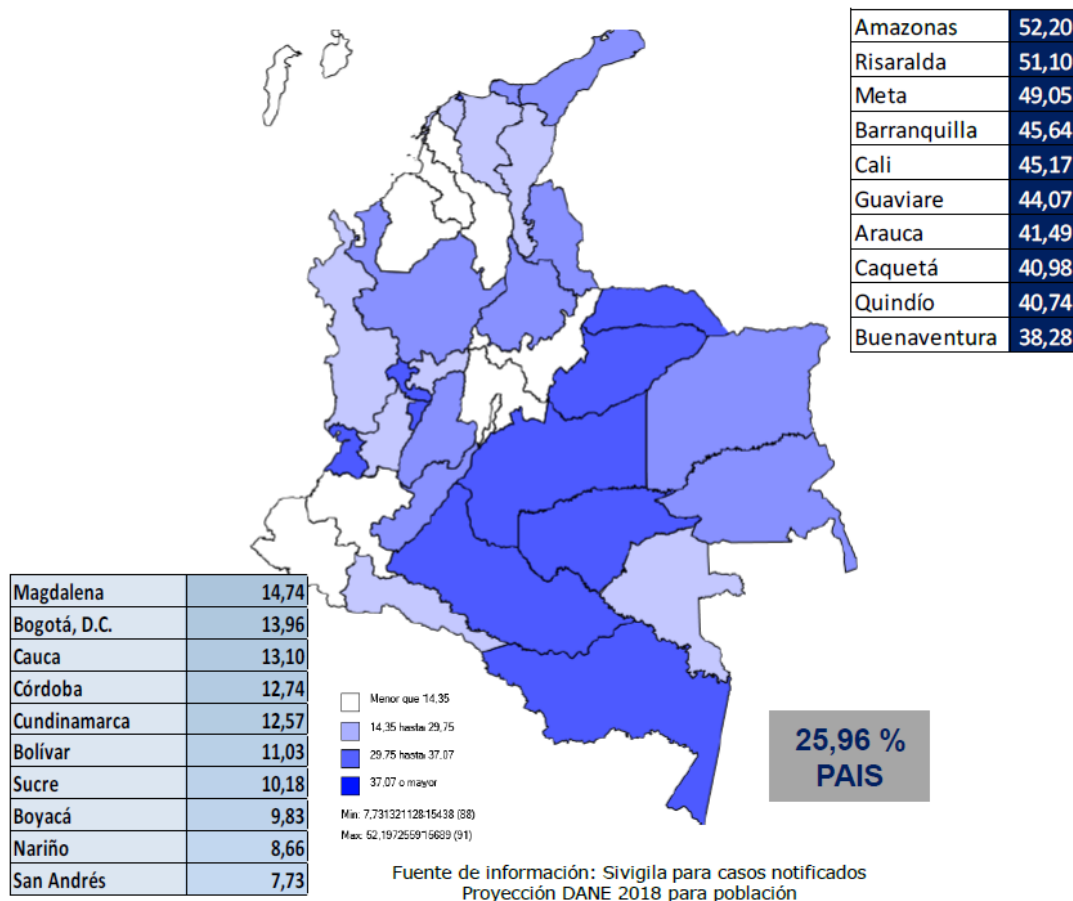 Amazonas 52,20
Risaralda 51,10
Meta 49,05
Barranquilla 45,64
Cali 45,17
Guaviare 44,07
Arauca 41,49
Caquetá 40,98
Quindío 40,74
Buenaventura 38,28
Magdalena 14,74
Bogotá, D.C. 13,96
Cauca 13,10
Córdoba 12,74
Cundinamarca 12,57
Bolívar 11,03
Sucre 10,18
Boyacá 9,83
Nariño 8,66
San Andrés 7,73
Menor que 14,35
14,35 hasta 29,75
29,75 hasta 37,07
37,07 o mayor
Min: 7,73132112815438 (88)
Max: 52,197255915689 (91)
25,96 %
PAIS
Fuente de información: Sivigila para casos notificados
Proyección DANE 2018 para población